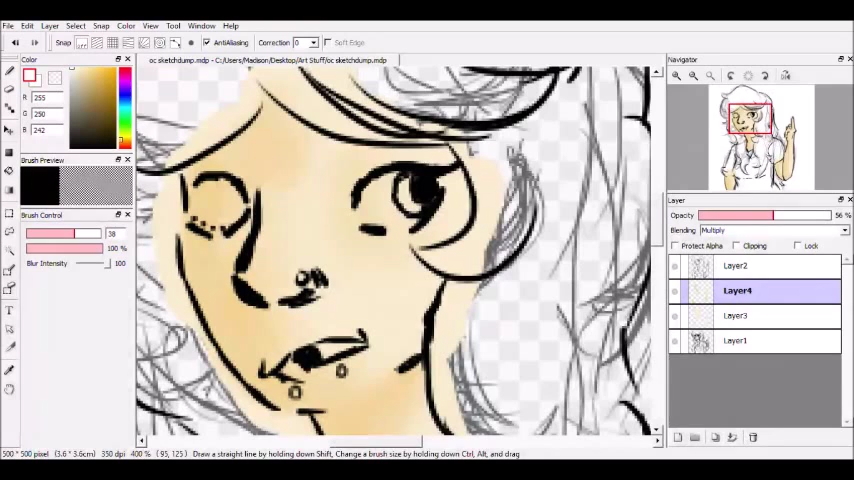 File Edit Layer Select Snap Color View Tool Window Help
Snap AntiAliasing Correction 0 Soft Edge
oc sketchdump.mdp - C:/Users/Madison/Desktop/Art Stuff/oc sketchdump.mdp
Color
R 255
G 250
B 242
Brush Preview
Brush Control
38
100 %
Blur Intensity 100
Navigator
Layer
Opacity 56 %
Blending Multiply
Protect Alpha Clipping Lock
Layer2
Layer4
Layer3
Layer1
500 * 500 pixel (3.6 * 3.6cm) 350 dpi 400 % ( 95, 125 ) Draw a straight line by holding down Shift, Change a brush size by holding down Ctrl, Alt, and drag